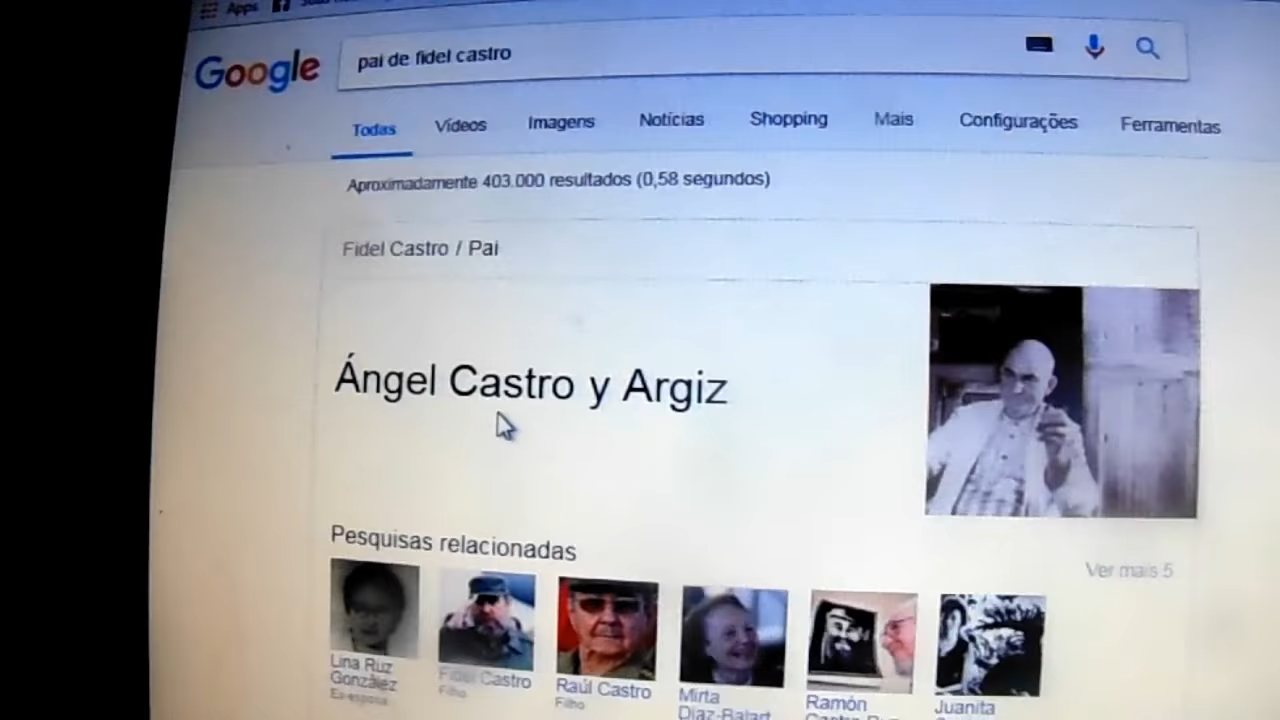 Apps
Google
pai de fidel castro
Todas Vídeos Imagens Notícias Shopping Mais Configurações Ferramentas
Aproximadamente 403.000 resultados (0,58 segundos)
Fidel Castro / Pai
Ángel Castro y Argiz
Pesquisas relacionadas
Ver mais 5
Lina Ruz González
Ex-esposa
Fidel Castro
Filho
Raúl Castro
Filho
Mirta
Díaz-Balart
Ramón
Juanita